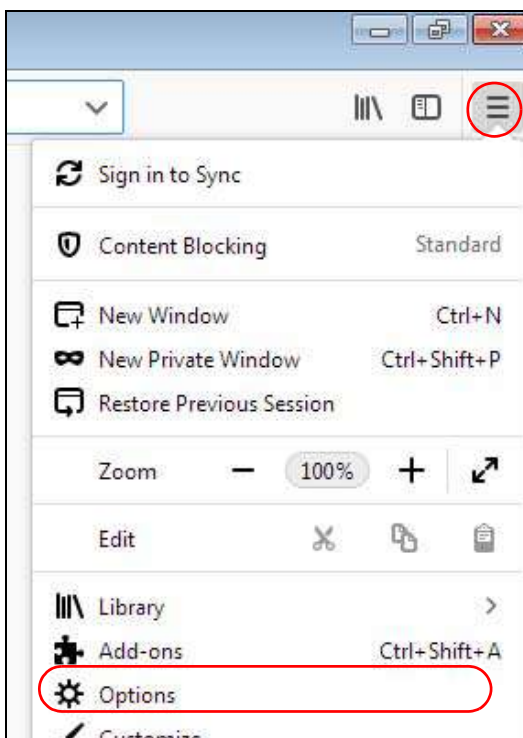 Sign in to Sync
Content Blocking Standard
New Window Ctrl+N
New Private Window Ctrl+Shift+P
Restore Previous Session
Zoom 100%
Edit
Library
Add-ons Ctrl+Shift+A
Options
Customize